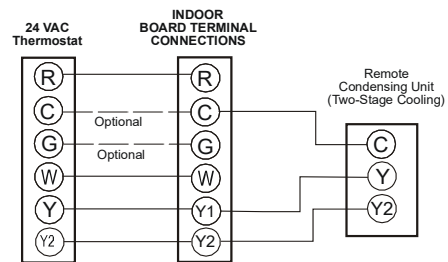 24 VAC
Thermostat
INDOOR
BOARD TERMINAL
CONNECTIONS
Remote
Condensing Unit
(Two-Stage Cooling)
R
R
C
Optional
C
C
G
Optional
G
Y
W
W
Y
Y1
Y2
Y2
Y2